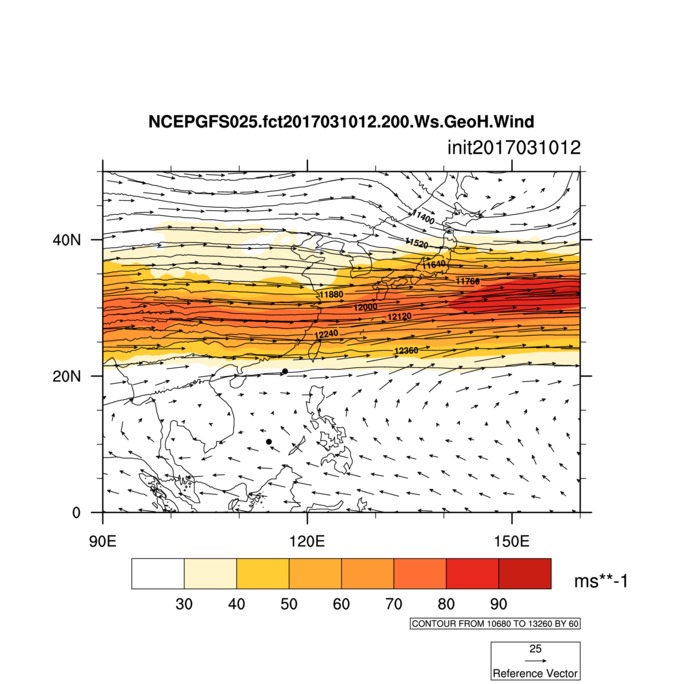 NCEPGFS025.fct2017031012.200.Ws.GeoH.Wind
init2017031012
11400
40N
11520
11640
11760
11880
12000
12120
12240
12360
20N
0
90E 120E 150E
ms**-1
30 40 50 60 70 80 90
CONTOUR FROM 10680 TO 13260 BY 60
25
Reference Vector